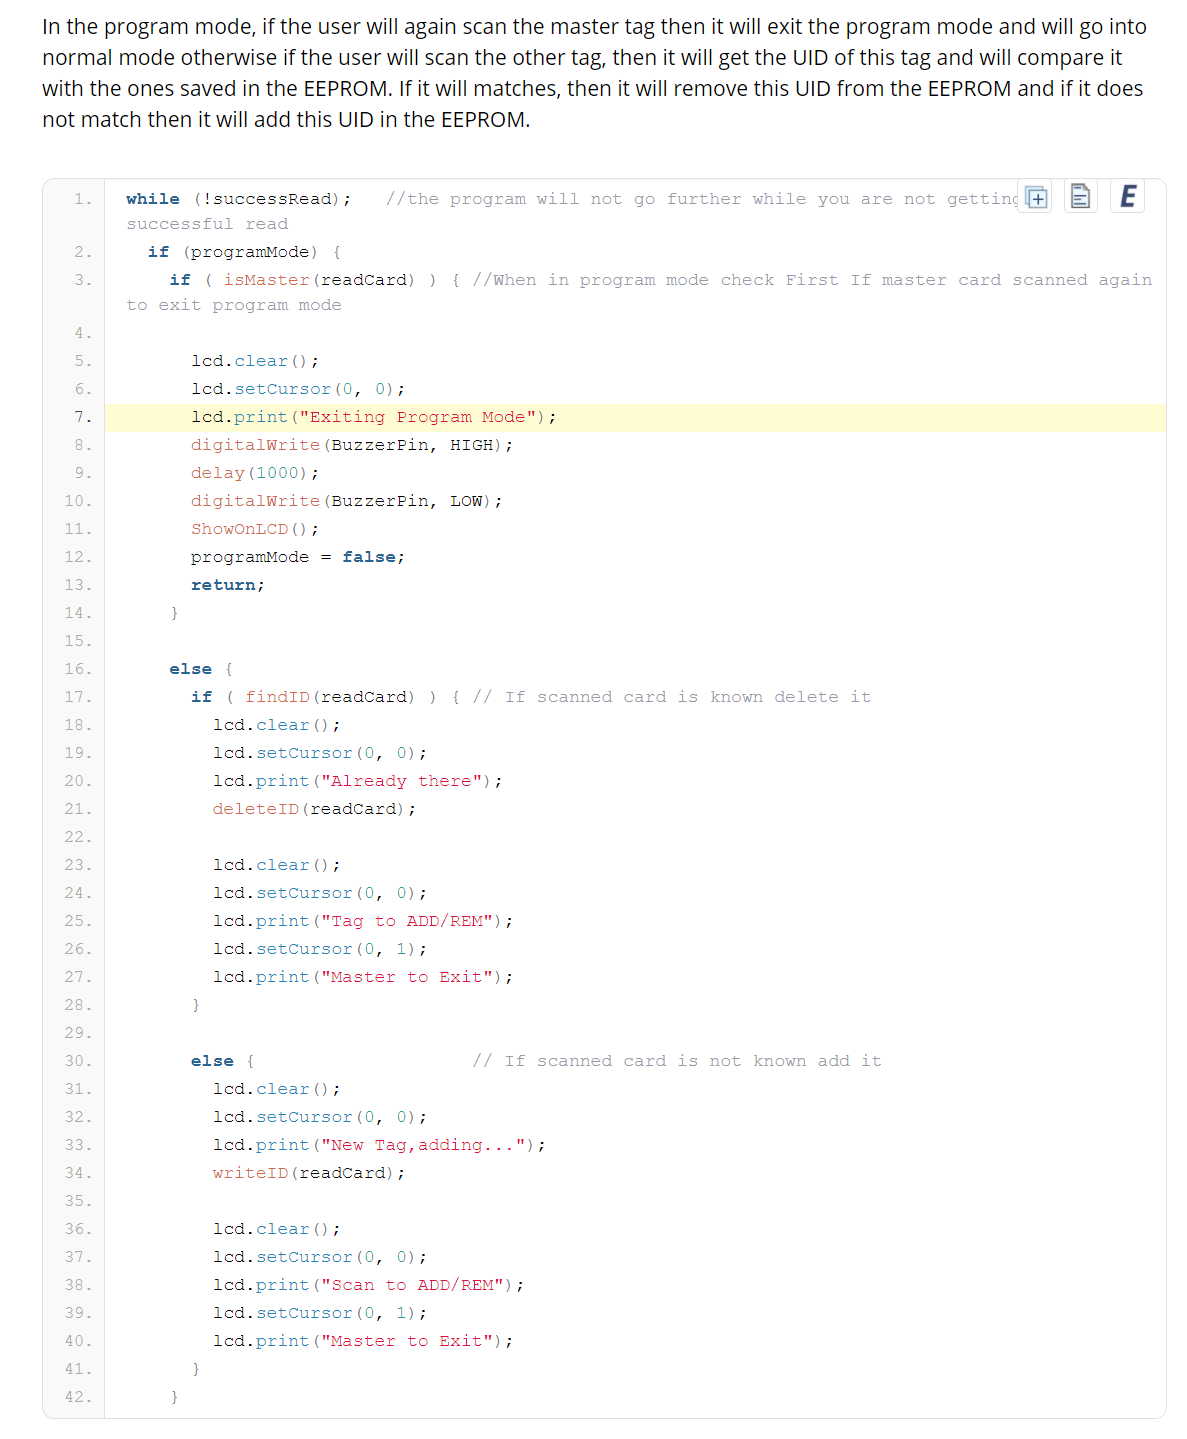 In the program mode, if the user will again scan the master tag then it will exit the program mode and will go into
normal mode otherwise if the user will scan the other tag, then it will get the UID of this tag and will compare it
with the ones saved in the EEPROM. If it will matches, then it will remove this UID from the EEPROM and if it does
not match then it will add this UID in the EEPROM.
1. while (!successRead); //the program will not go further while you are not getting E
successful read
2. if (programMode) {
3. if ( isMaster(readCard) ) { //When in program mode check First If master card scanned again
to exit program mode
4.
5. lcd.clear();
6. lcd.setCursor(0, 0);
7. lcd.print("Exiting Program Mode");
8. digitalWrite(BuzzerPin, HIGH);
9. delay(1000);
10. digitalWrite(BuzzerPin, LOW);
11. ShowOnLCD();
12. programMode = false;
13. return;
14. }
15.
16. else {
17. if ( findID(readCard) ) { // If scanned card is known delete it
18. lcd.clear();
19. lcd.setCursor(0, 0);
20. lcd.print("Already there");
21. deleteID(readCard);
22.
23. lcd.clear();
24. lcd.setCursor(0, 0);
25. lcd.print("Tag to ADD/REM");
26. lcd.setCursor(0, 1);
27. lcd.print("Master to Exit");
28. }
29.
30. else { // If scanned card is not known add it
31. lcd.clear();
32. lcd.setCursor(0, 0);
33. lcd.print("New Tag,adding...");
34. writeID(readCard);
35.
36. lcd.clear();
37. lcd.setCursor(0, 0);
38. lcd.print("Scan to ADD/REM");
39. lcd.setCursor(0, 1);
40. lcd.print("Master to Exit");
41. }
42. }